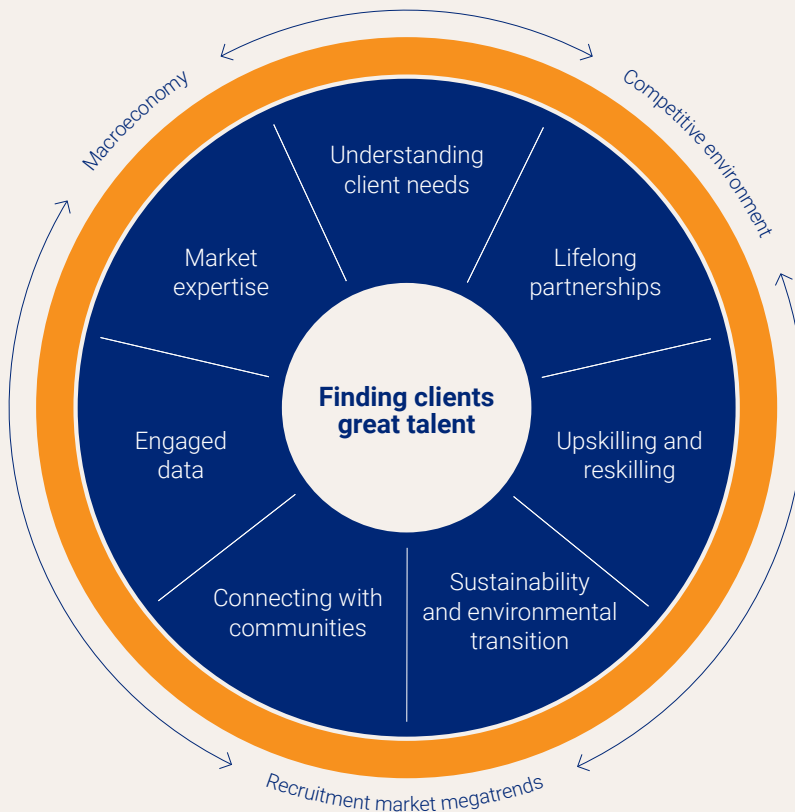 Macroeconomy
Competitive environment
Understanding
client needs
Market
expertise
Lifelong
partnerships
Finding clients
great talent
Engaged
data
Upskilling and
reskilling
Connecting with
communities
Sustainability
and environmental
transition
Recruitment market megatrends